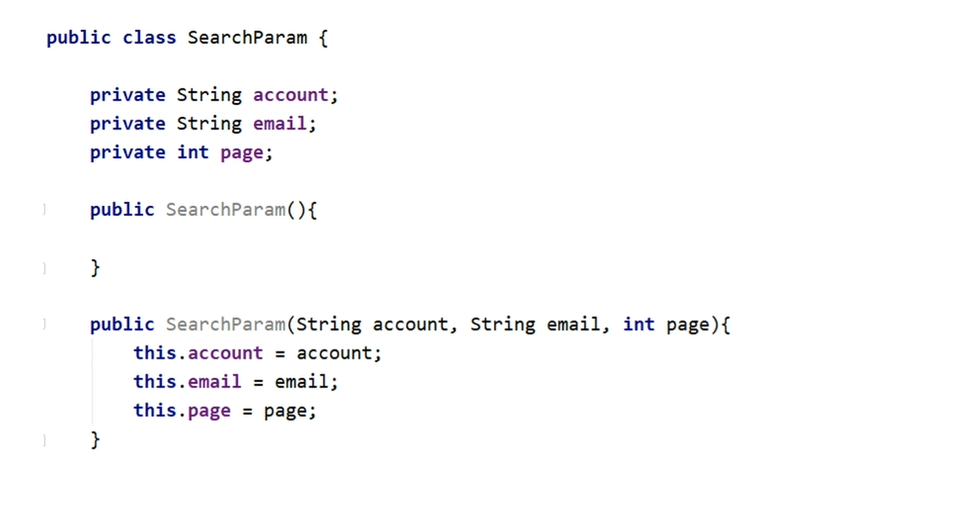 public class SearchParam {
private String account;
private String email;
private int page;
public SearchParam(){
}
public SearchParam(String account, String email, int page){
this.account = account;
this.email = email;
this.page = page;
}